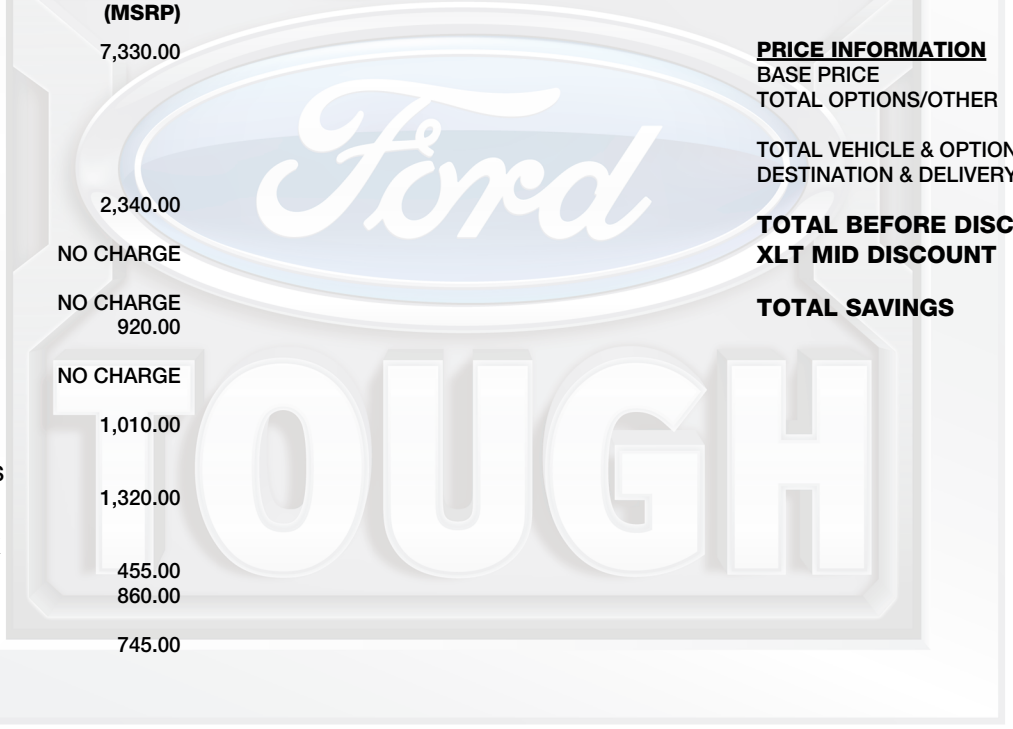 (MSRP)
7,330.00
2,340.00
NO CHARGE
NO CHARGE
920.00
NO CHARGE
1,010.00
S
1,320.00
455.00
860.00
745.00
PRICE INFORMATION
BASE PRICE
TOTAL OPTIONS/OTHER
TOTAL VEHICLE & OPTION
DESTINATION & DELIVERY
TOTAL BEFORE DISC
XLT MID DISCOUNT
TOTAL SAVINGS
Ford
TOUGH